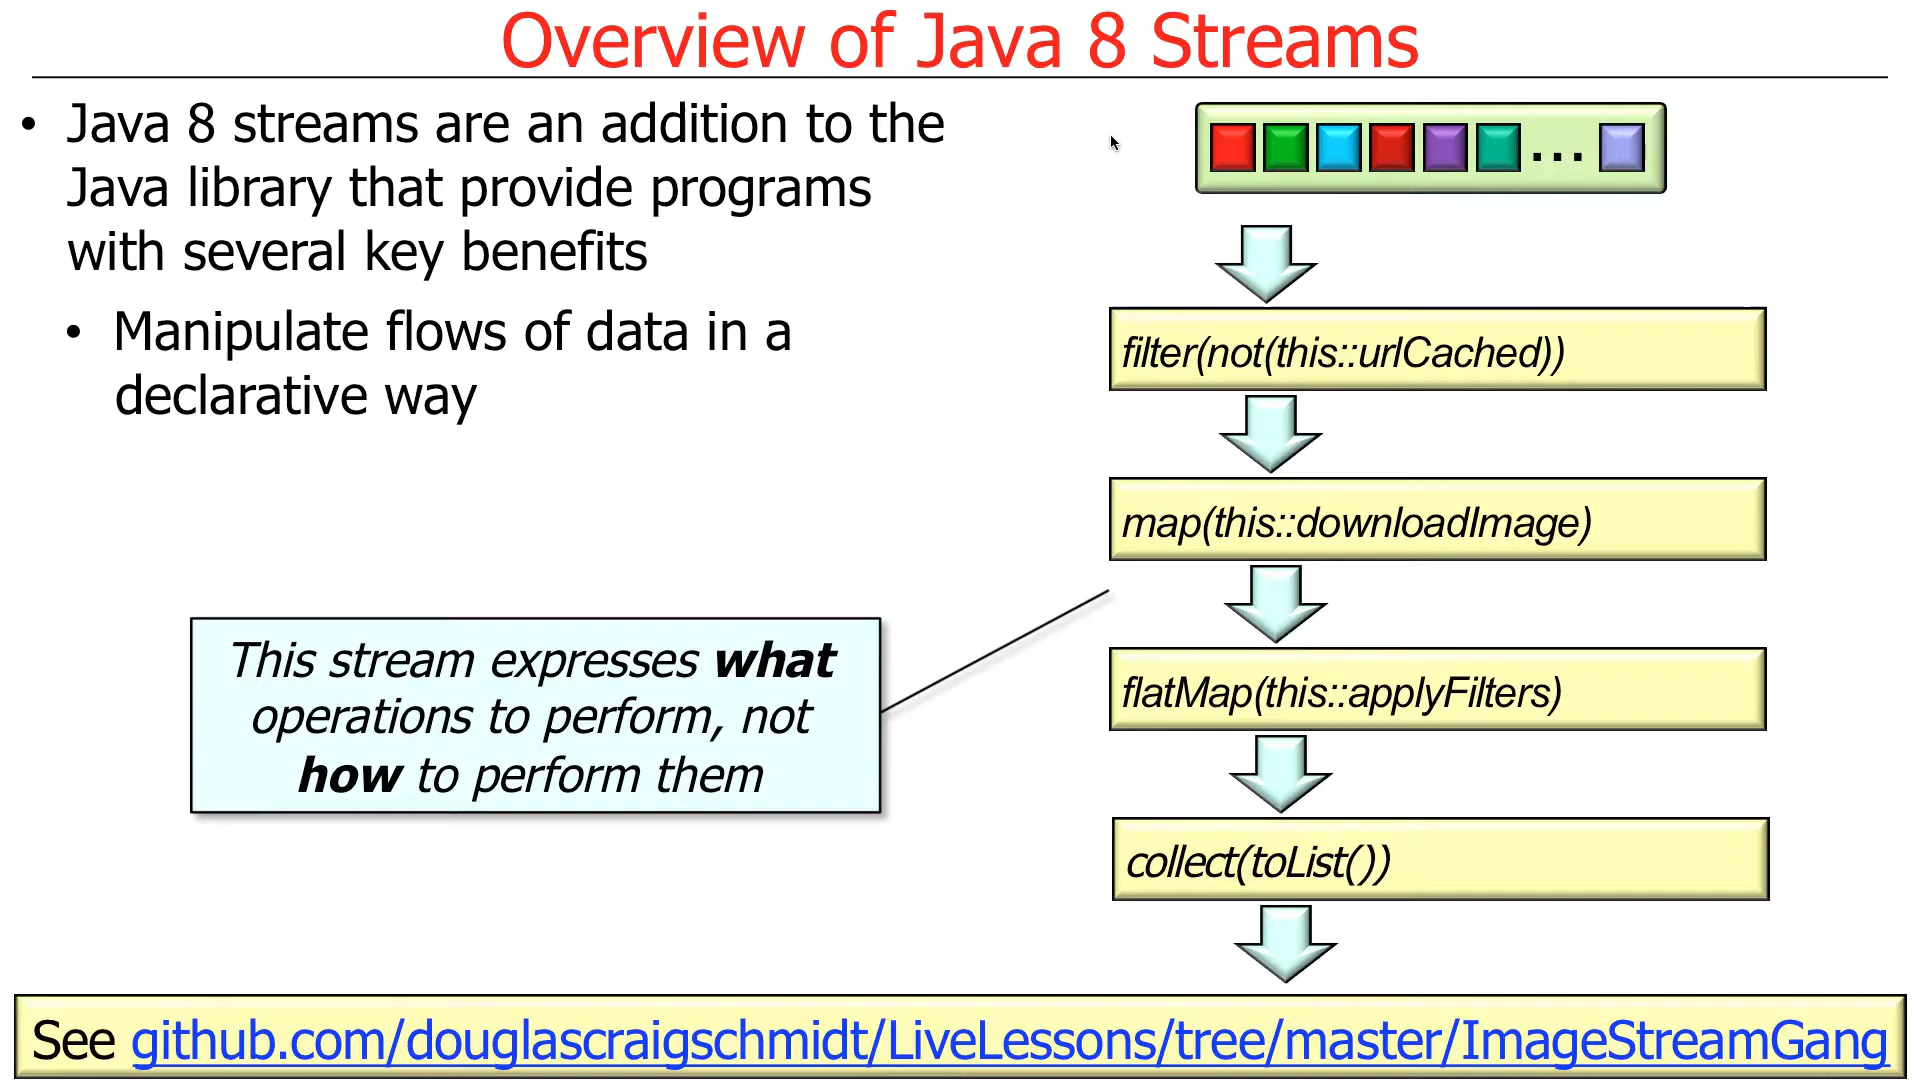 Overview of Java 8 Streams
• Java 8 streams are an addition to the
Java library that provide programs
with several key benefits
• Manipulate flows of data in a
declarative way
...
filter(not(this::urlCached))
map(this::downloadImage)
This stream expresses what
operations to perform, not
how to perform them
flatMap(this::applyFilters)
collect(toList())
See github.com/douglascraigschmidt/LiveLessons/tree/master/ImageStreamGang